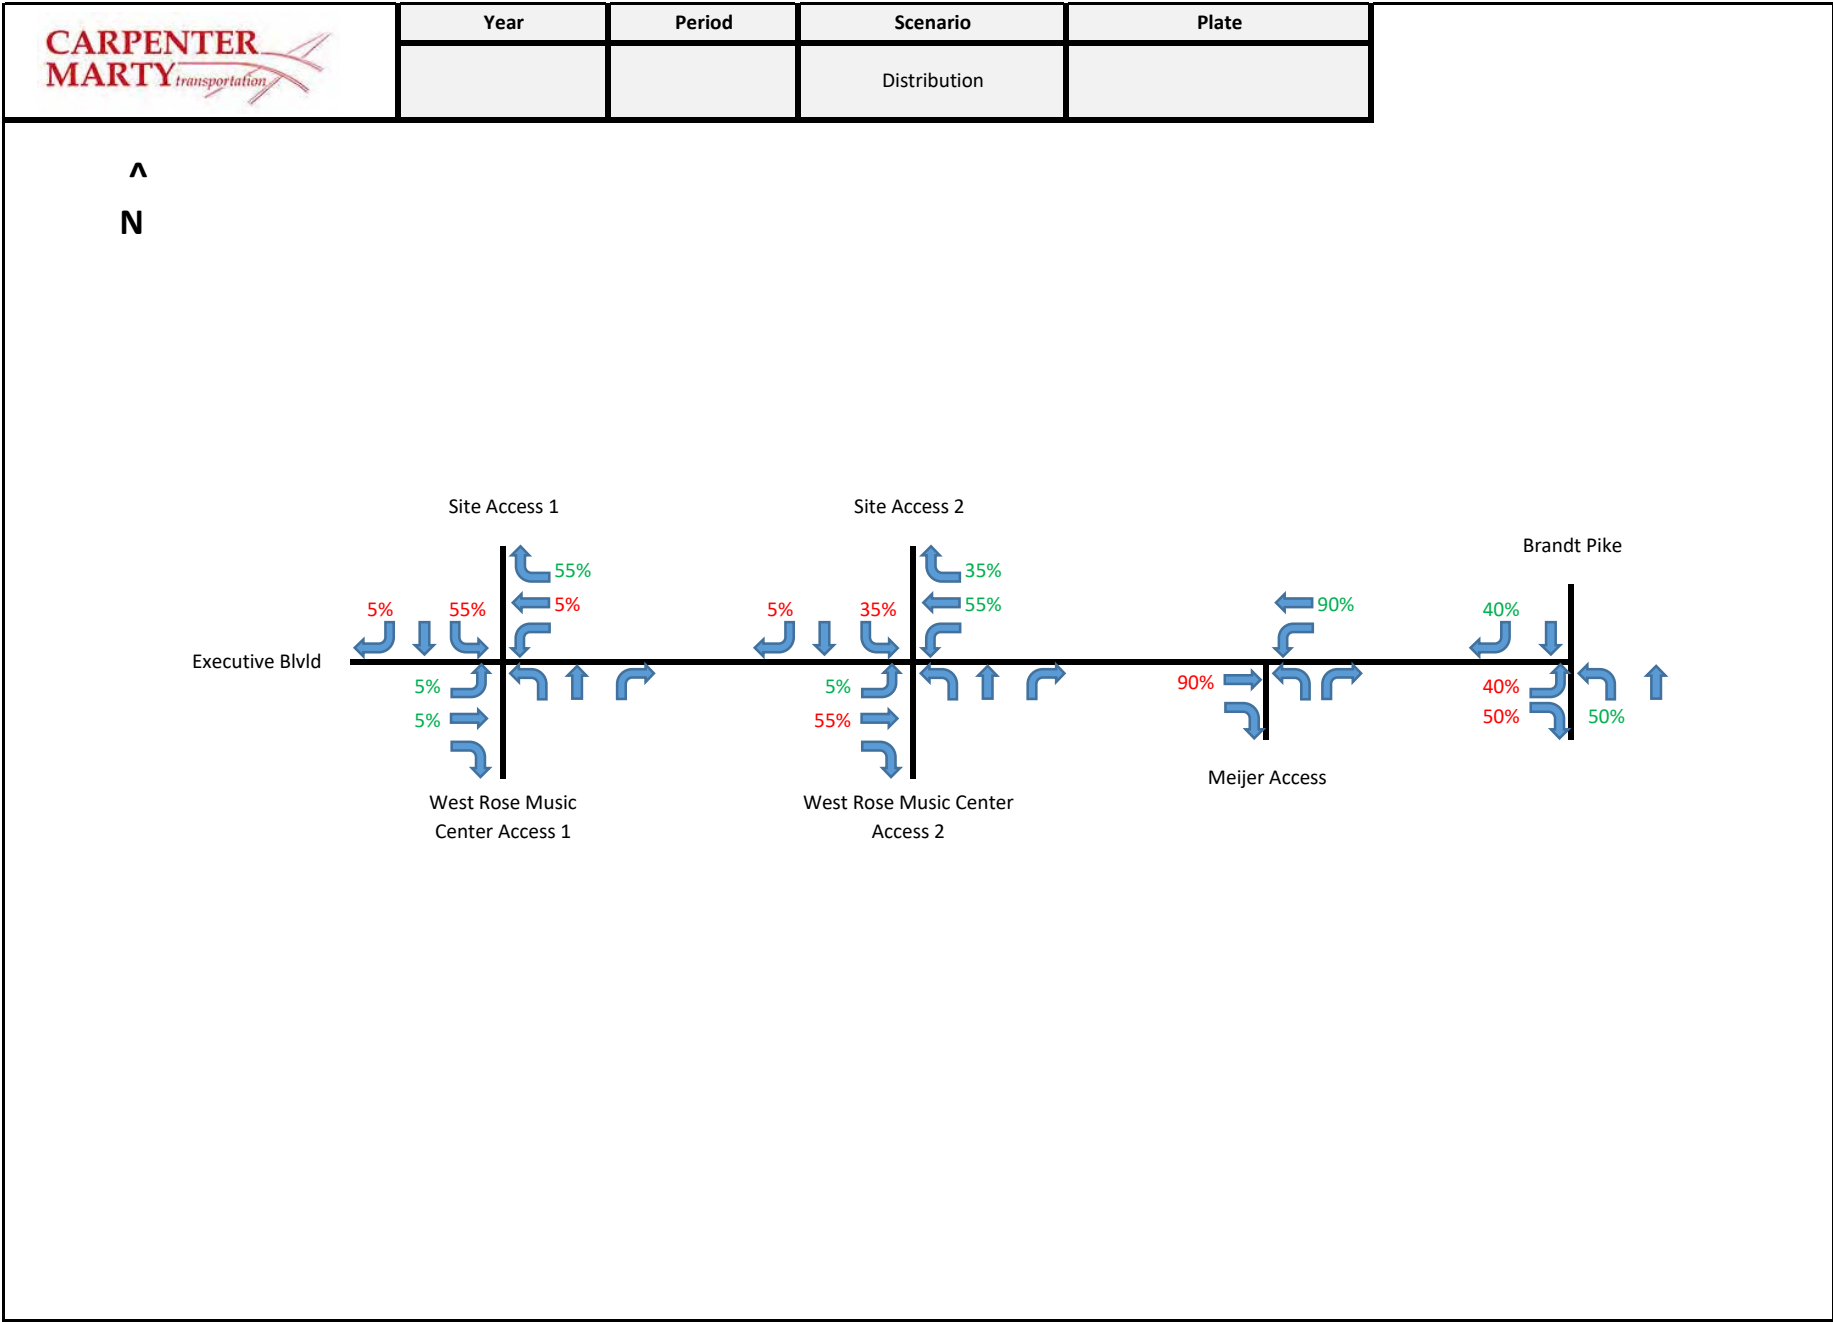 CARPENTER
MARTY transportation
Year Period Scenario Plate
Distribution
^
N
Site Access 1 Site Access 2
Brandt Pike
55% 35%
5% 55% 5% 5% 35% 55% 90% 40%
Executive Blvld
5% 5% 90% 40%
5% 55% 50% 50%
Meijer Access
West Rose Music
Center Access 1
West Rose Music Center
Access 2